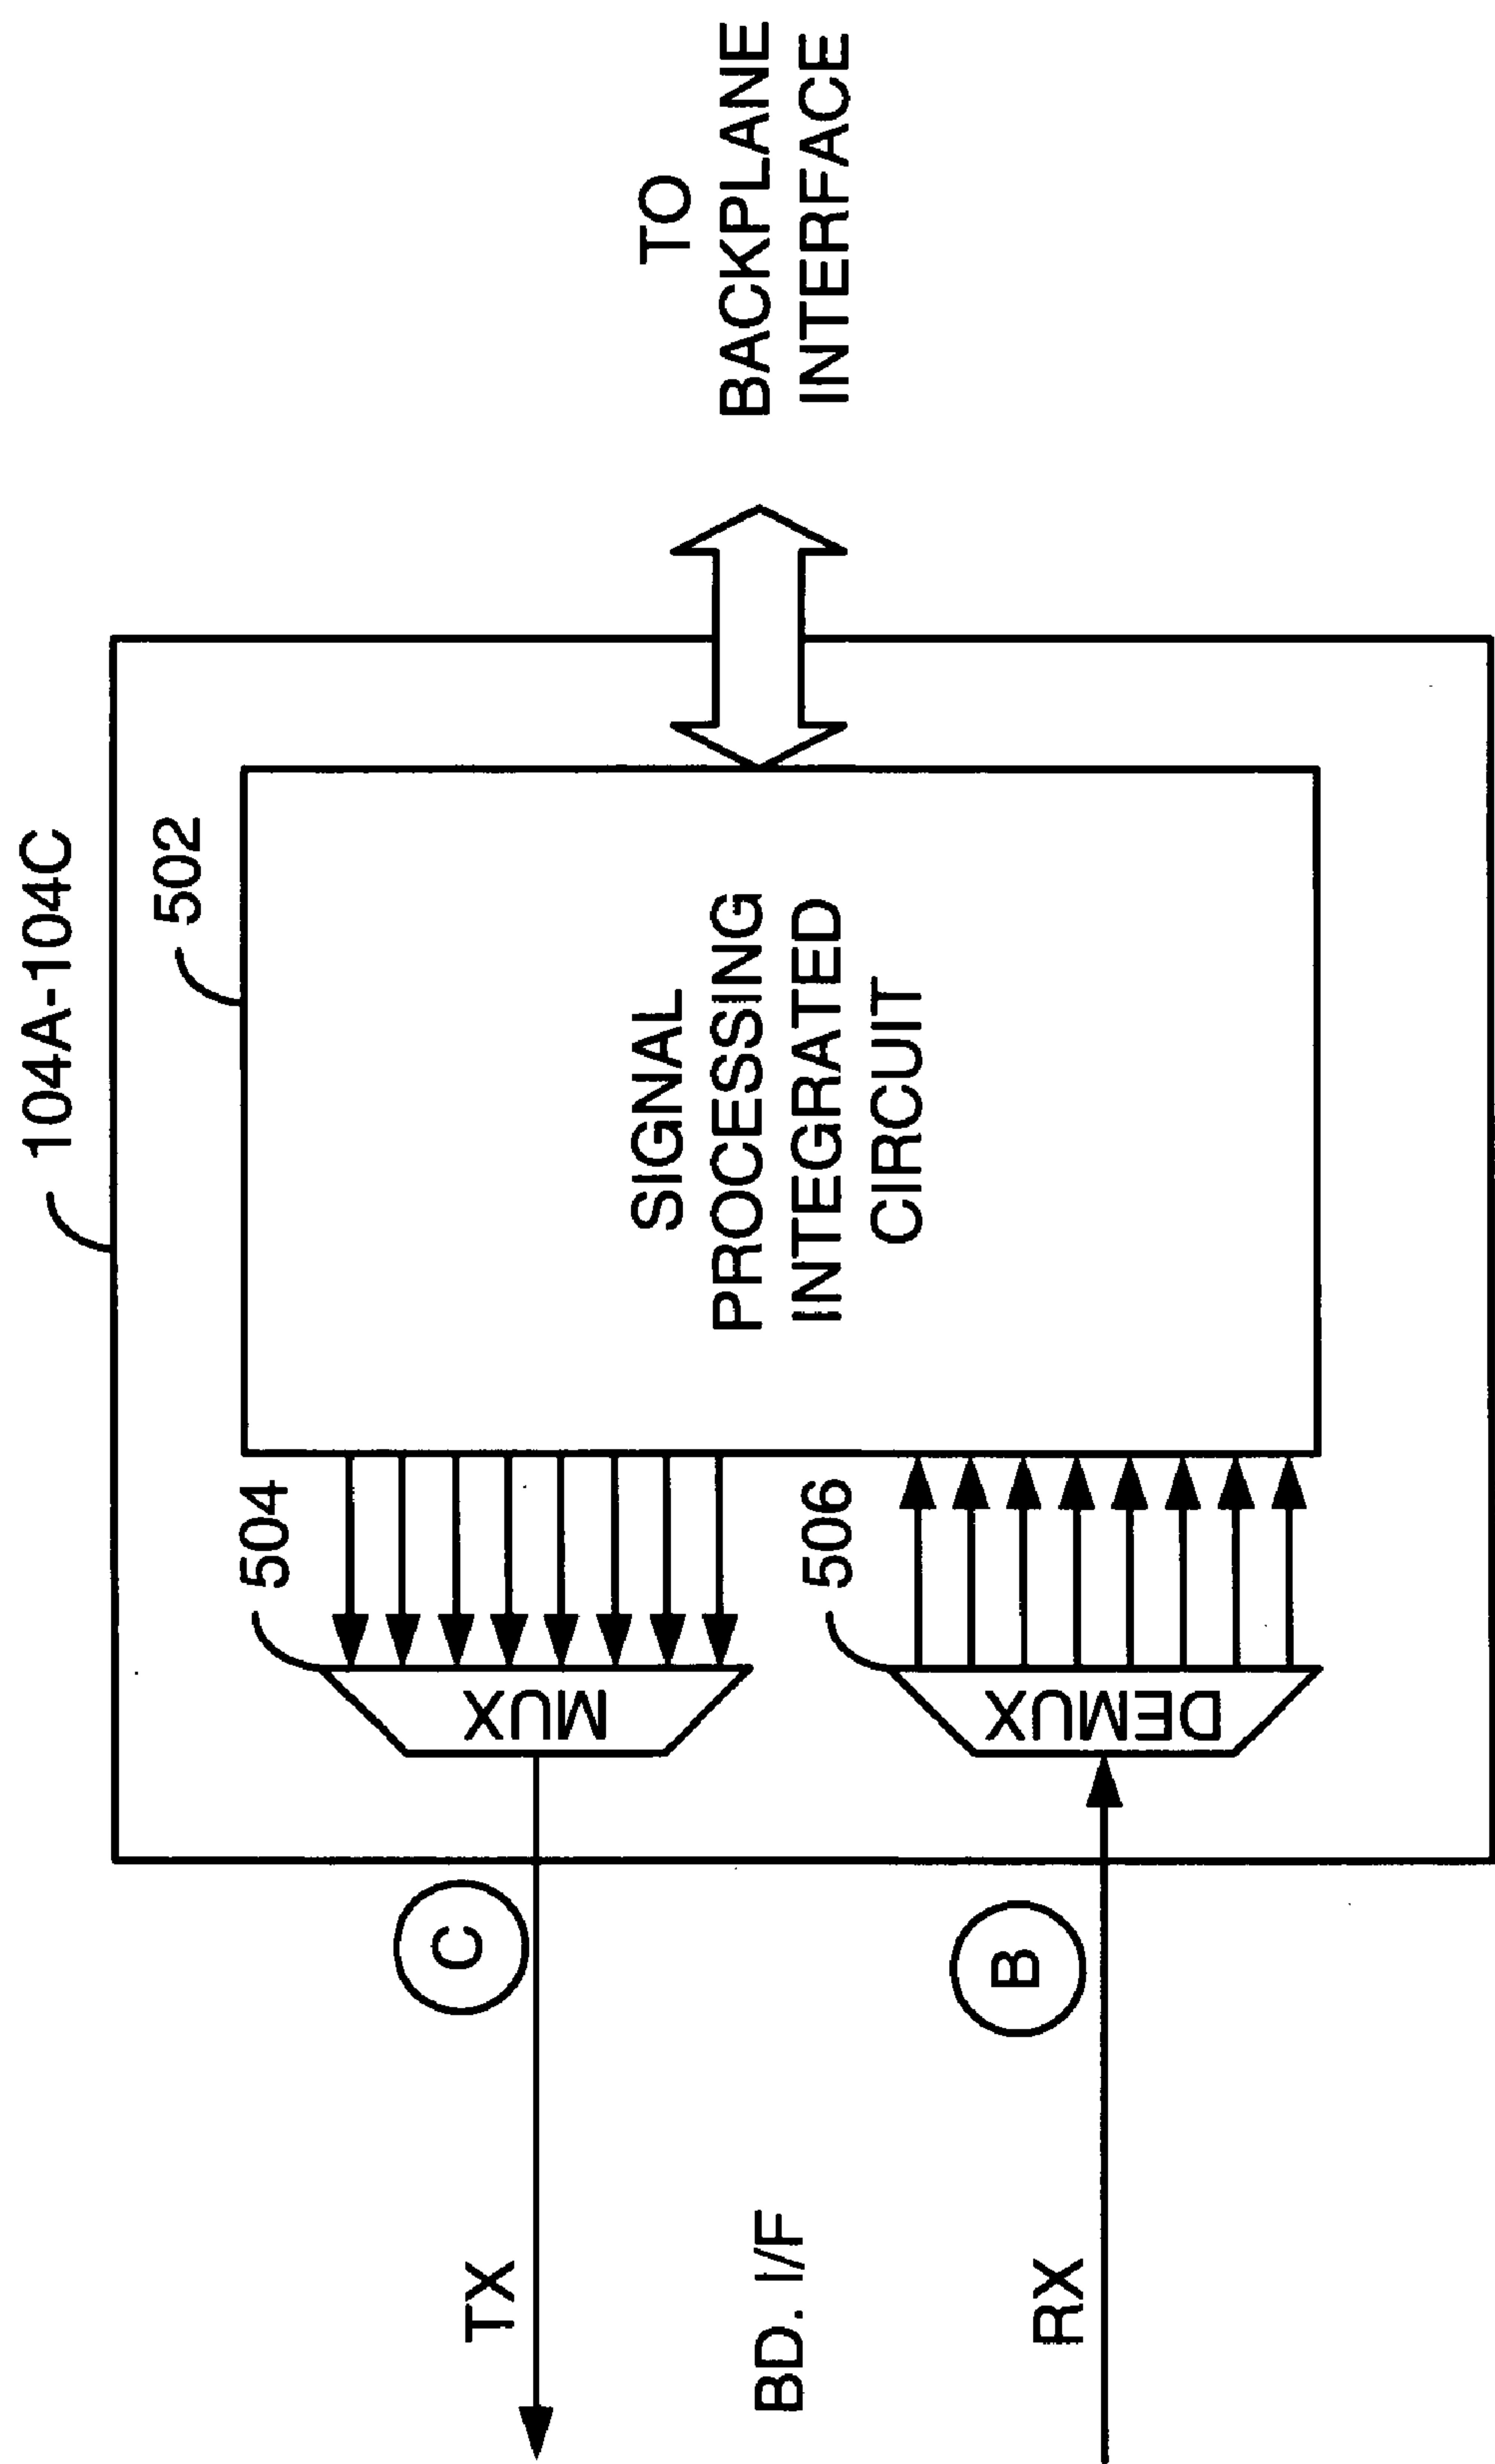 104A-104C
502
SIGNAL
PROCESSING
INTEGRATED
CIRCUIT
TO
BACKPLANE
INTERFACE
504
MUX
506
DEMUX
C
B
TX
BD. I/F
RX